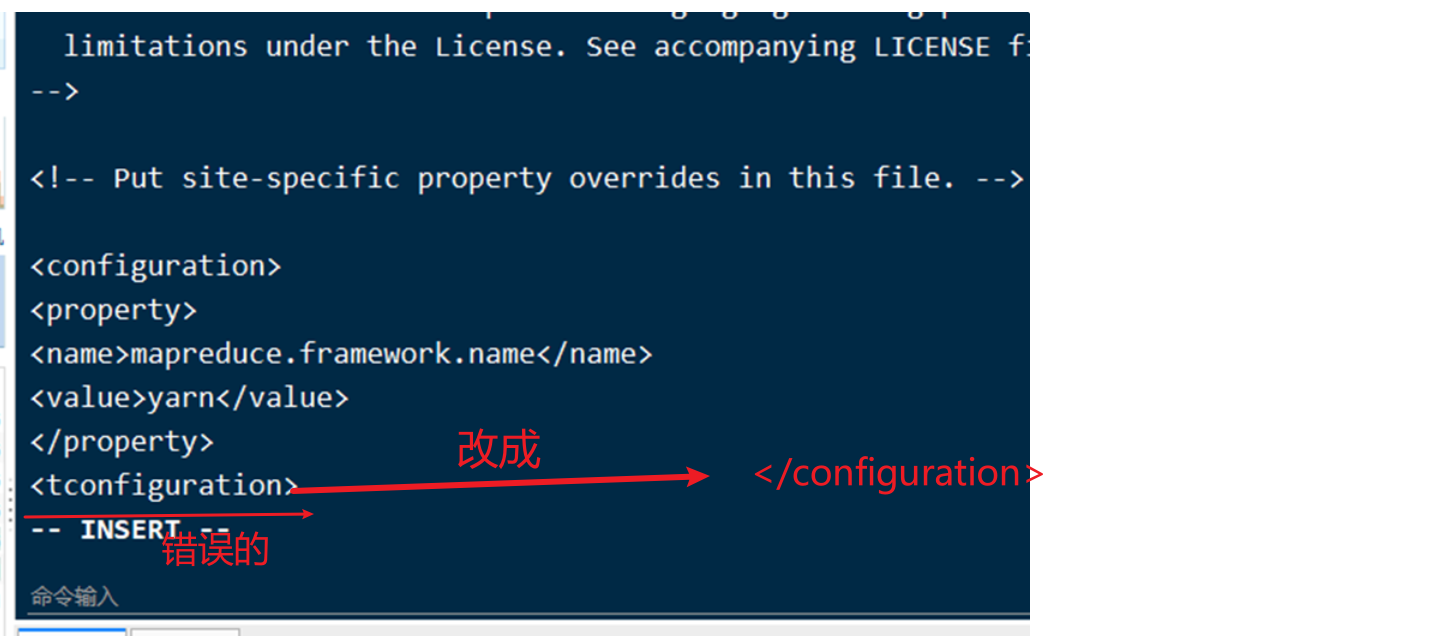 limitations under the License. See accompanying LICENSE
-->
<!-- Put site-specific property overrides in this file. -->
<configuration>
<property>
<name>mapreduce.framework.name</name>
<value>yarn</value>
</property>
改成
<tconfiguration>
</configuration>
-- INSERT --
错误的
命令输入